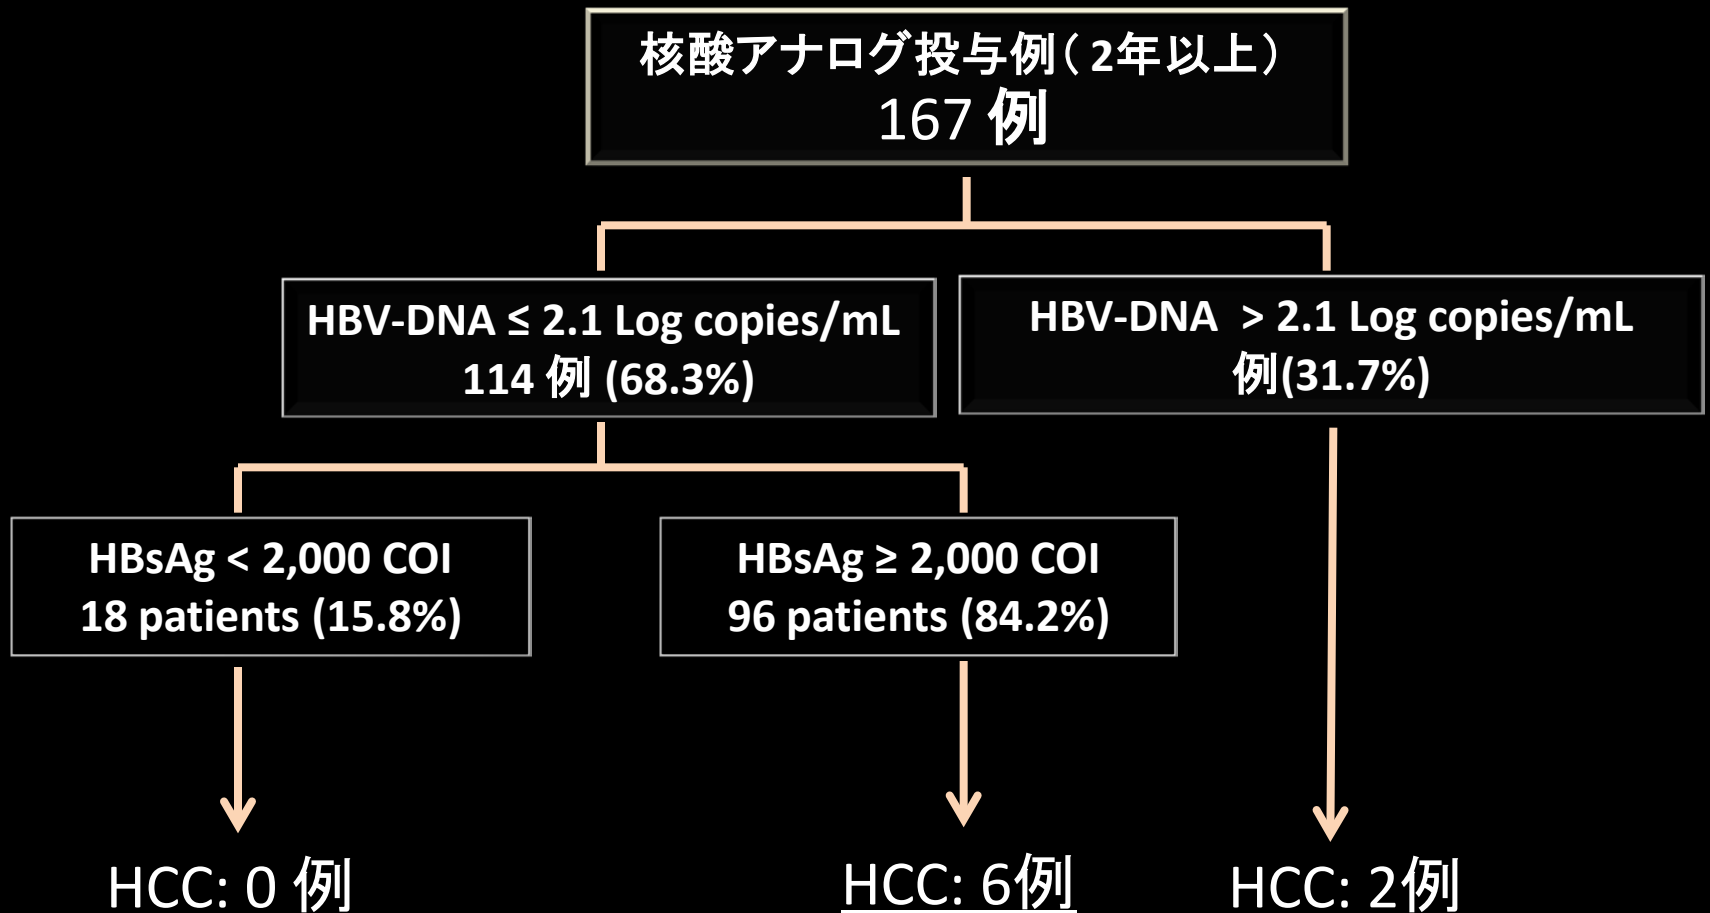 核酸アナログ投与例（2年以上）
167 例
HBV-DNA ≤ 2.1 Log copies/mL
114 例 (68.3%)
HBV-DNA > 2.1 Log copies/mL
例(31.7%)
HBsAg < 2,000 COI
18 patients (15.8%)
HBsAg ≥ 2,000 COI
96 patients (84.2%)
HCC: 0 例
HCC: 6例
HCC: 2例